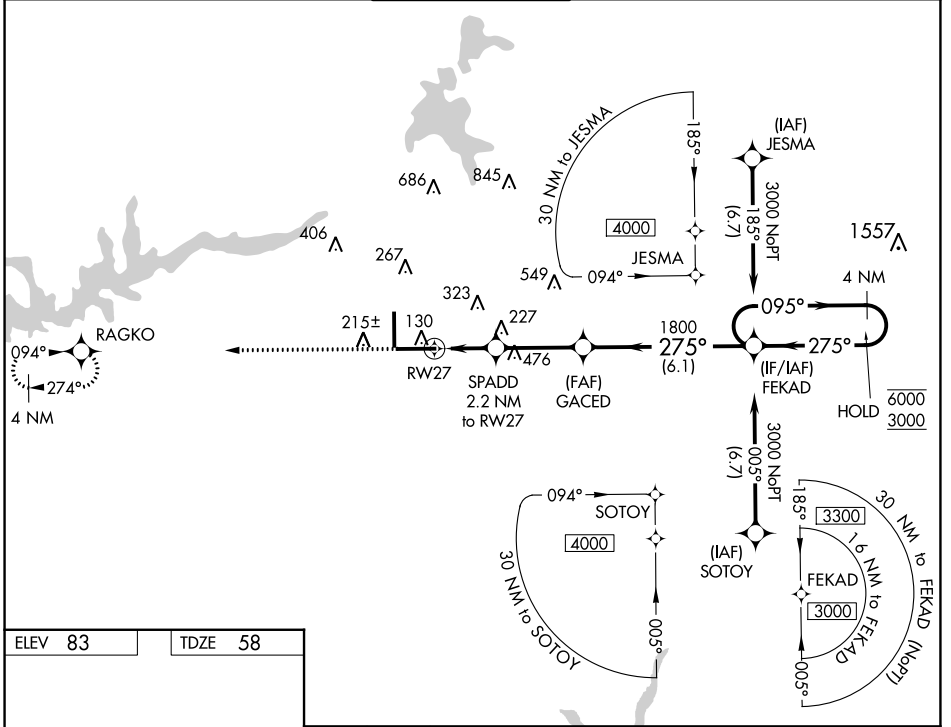 30 NM to JESMA
185°
4000
JESMA
094°
(IAF)
JESMA
3000 NoPT
185°
(6.7)
1557
4 NM
095°
275°
HOLD
6000
3000
(IF/IAF)
FEKAD
686
845
406
267
549
323
227
215±
130
476
1800
275°
(6.1)
RAGKO
094°
274°
4 NM
RW27
SPADD
2.2 NM
to RW27
(FAF)
GACED
3000 NoPT
005°
(6.7)
(IAF)
SOTOY
094°
SOTOY
4000
005°
30 NM to SOTOY
185°
3300
FEKAD
3000
005°
16 NM to FEKAD
30 NM to FEKAD (NoPT)
ELEV 83
TDZE 58